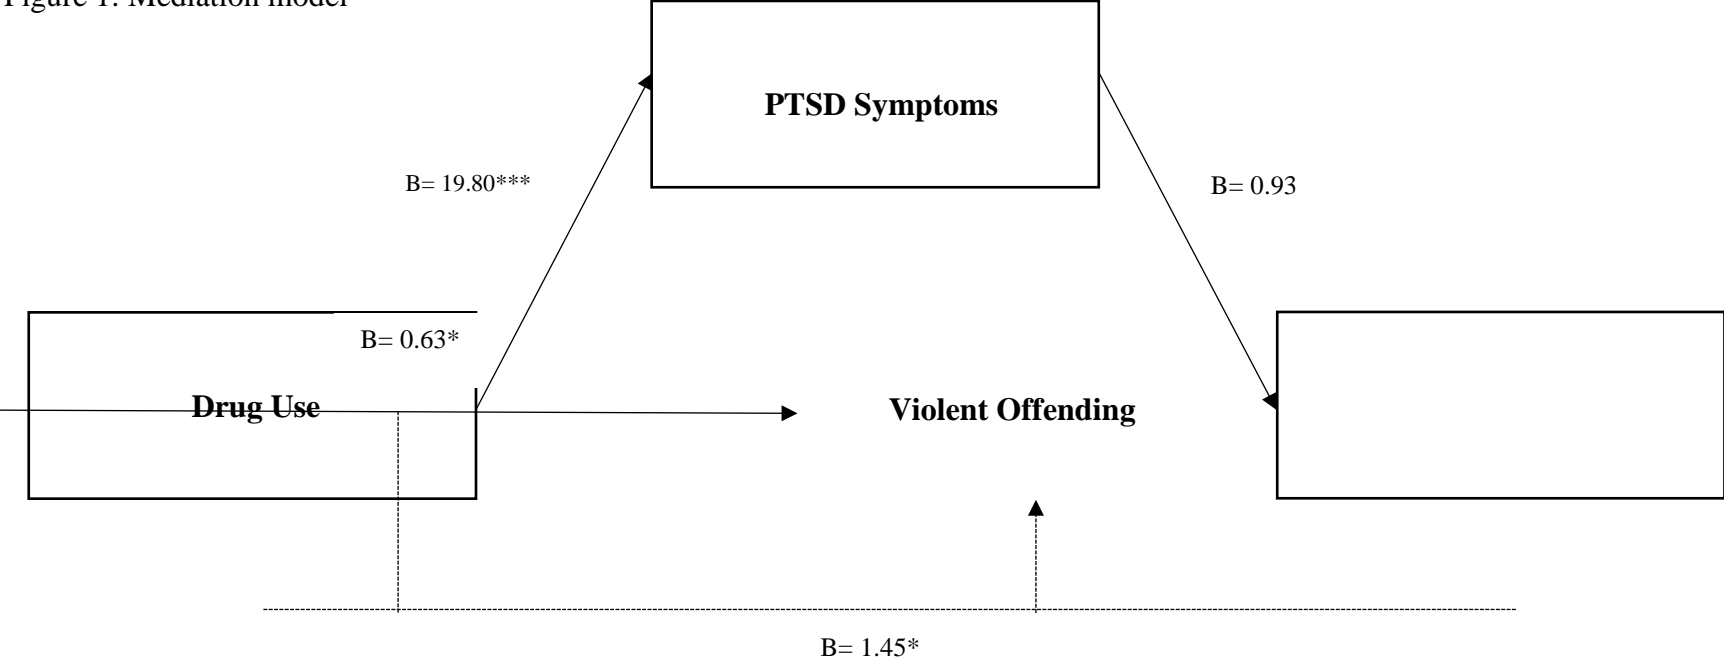 Figure 1. Mediation model
PTSD Symptoms
B= 19.80***
B= 0.93
B= 0.63*
Drug Use
Violent Offending
B= 1.45*